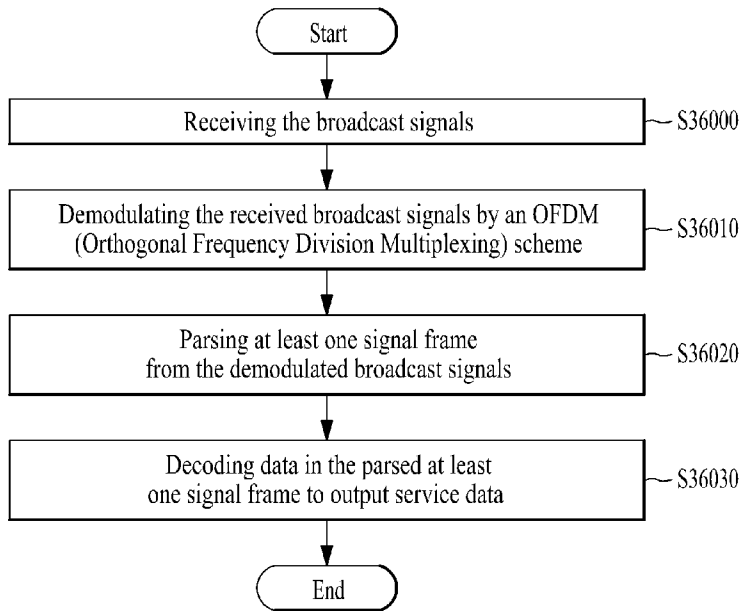 Start
Receiving the broadcast signals
S36000
Demodulating the received broadcast signals by an OFDM
(Orthogonal Frequency Division Multiplexing) scheme
S36010
Parsing at least one signal frame
from the demodulated broadcast signals
S36020
Decoding data in the parsed at least
one signal frame to output service data
S36030
End